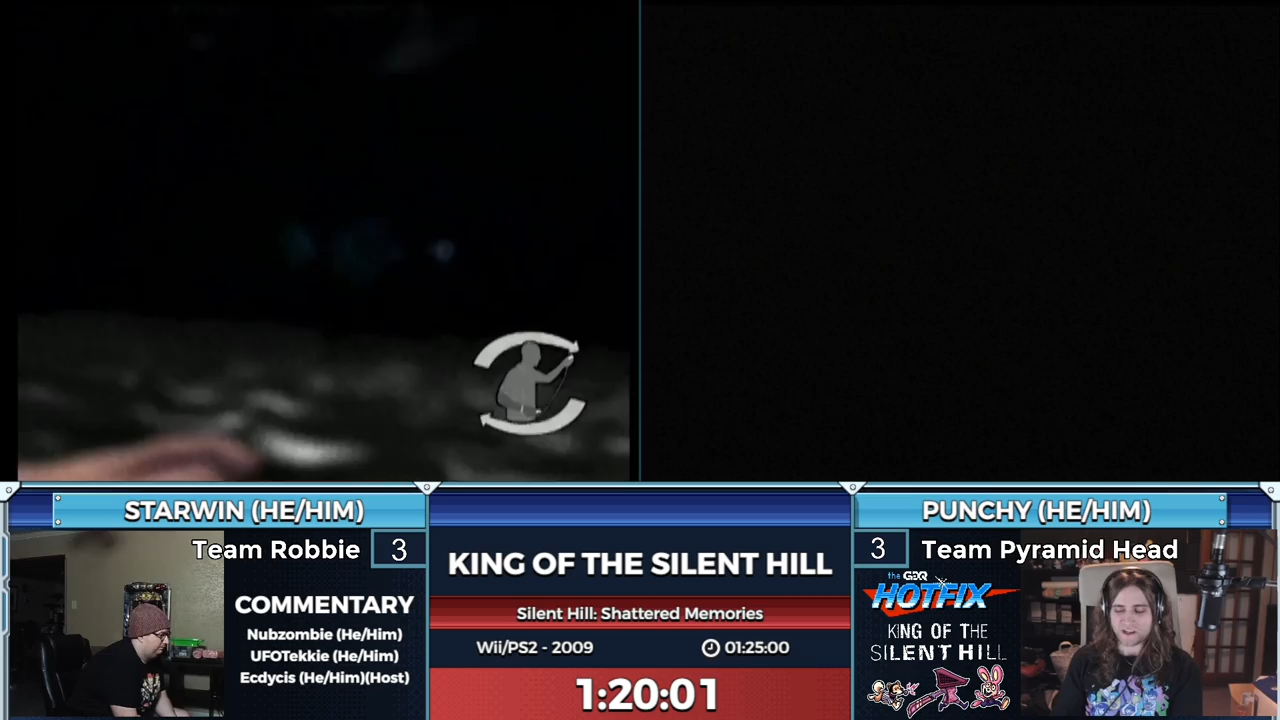 STARWIN (HE/HIM)
PUNCHY (HE/HIM)
Team Robbie
3
3
Team Pyramid Head
KING OF THE SILENT HILL
COMMENTARY
Nubzombie (He/Him)
UFOTekkie (He/Him)
Ecdycis (He/Him)(Host)
Silent Hill: Shattered Memories
Wii/PS2 - 2009
01:25:00
1:20:01
the GDQ
HOTFIX
KING OF THE
SILENT HILL